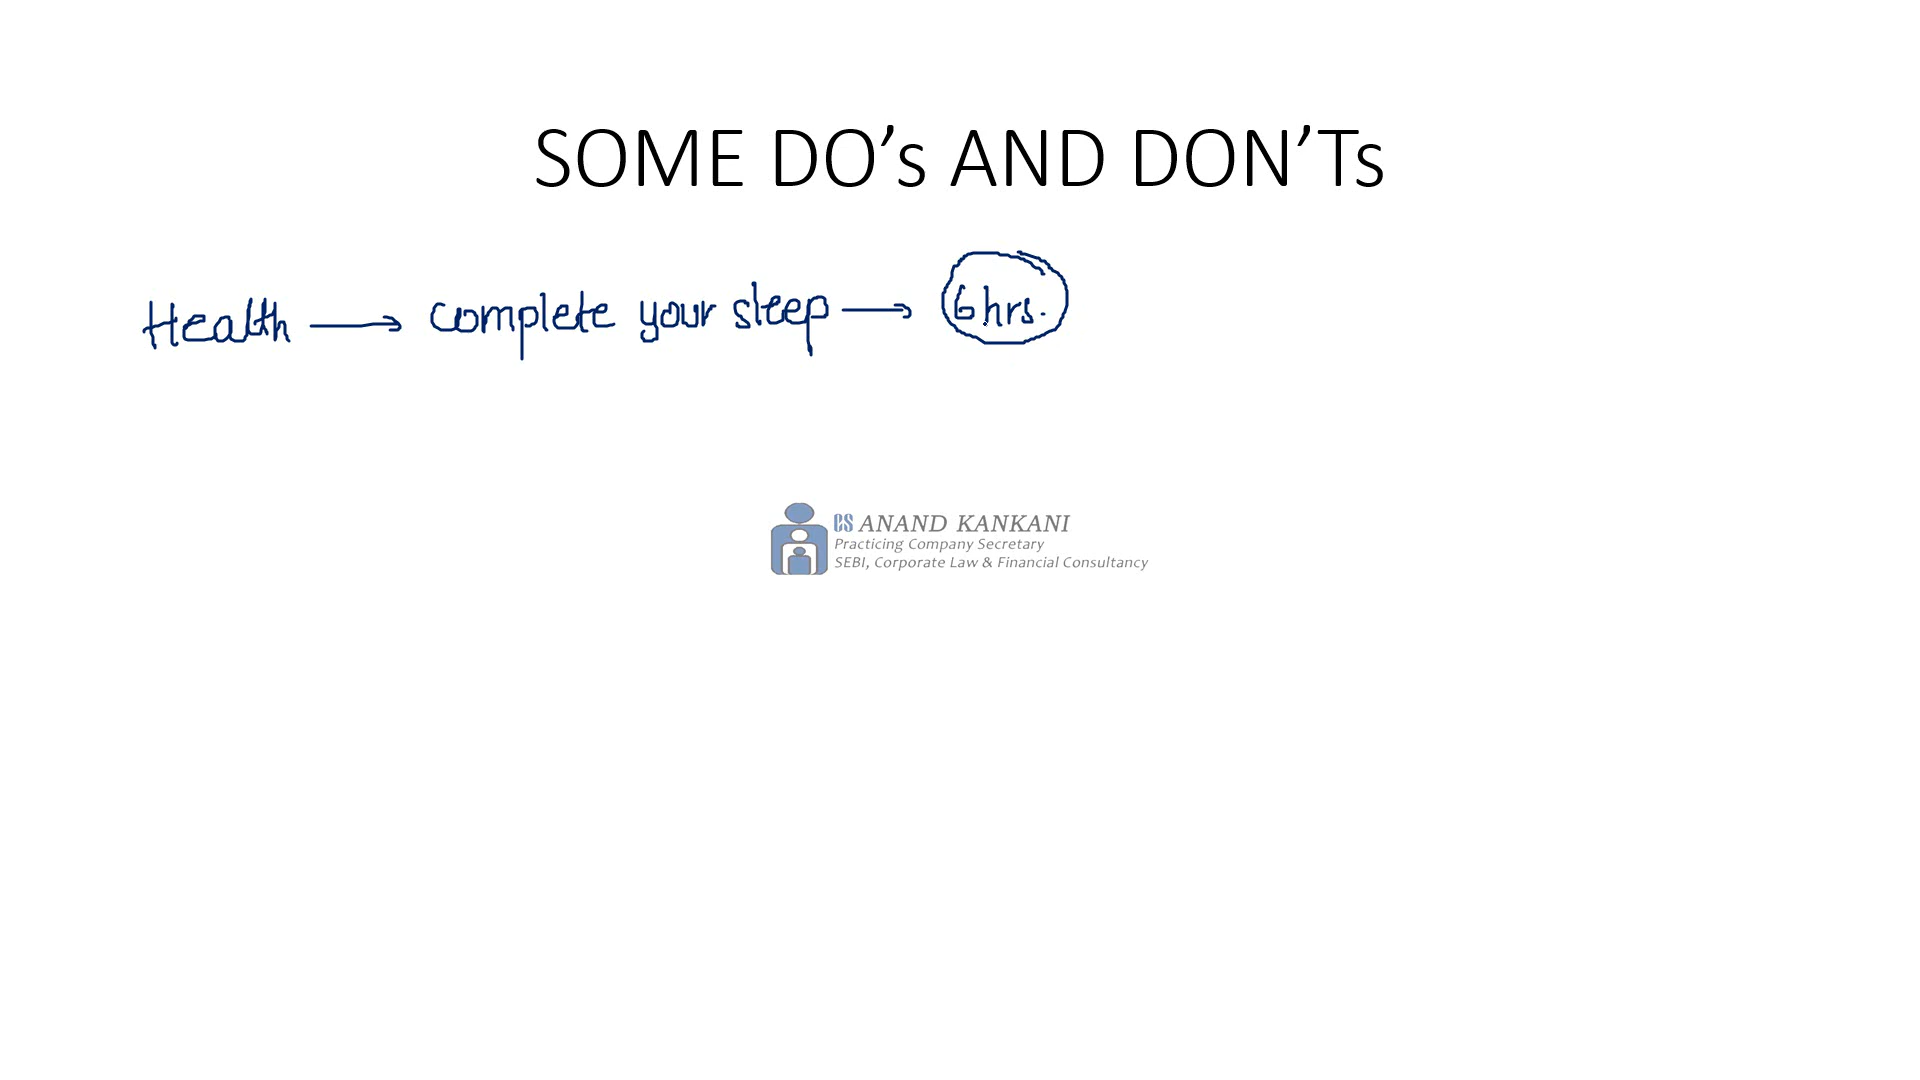 SOME DO’s AND DON’Ts
Health → complete your sleep → 6hrs.
CS ANAND KANKANI
Practicing Company Secretary
SEBI, Corporate Law & Financial Consultancy